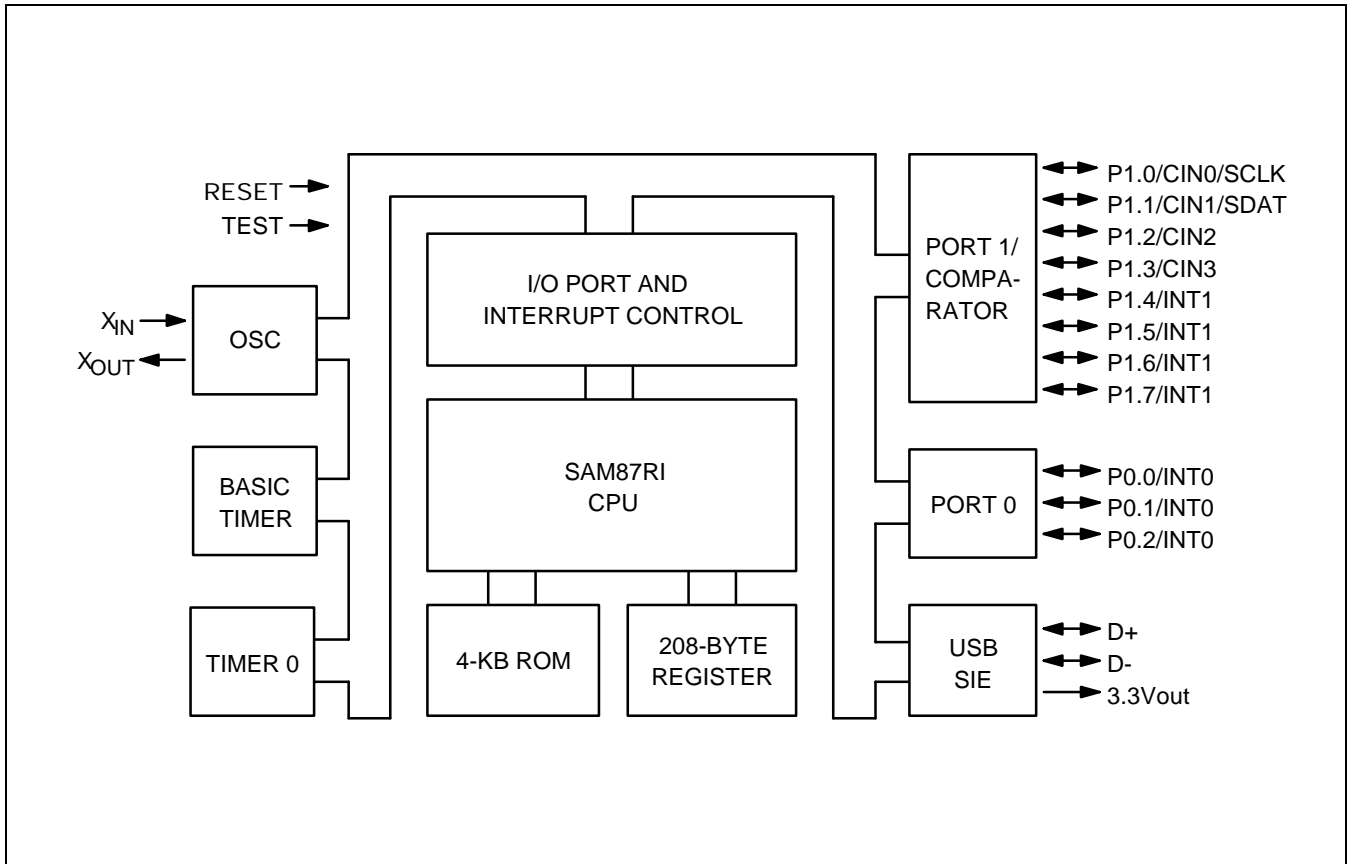 RESET
TEST
XIN
XOUT
OSC
BASIC
TIMER
TIMER 0
I/O PORT AND
INTERRUPT CONTROL
SAM87RI
CPU
4-KB ROM
208-BYTE
REGISTER
PORT 1/
COMPA-
RATOR
P1.0/CIN0/SCLK
P1.1/CIN1/SDAT
P1.2/CIN2
P1.3/CIN3
P1.4/INT1
P1.5/INT1
P1.6/INT1
P1.7/INT1
PORT 0
P0.0/INT0
P0.1/INT0
P0.2/INT0
USB
SIE
D+
D-
3.3Vout